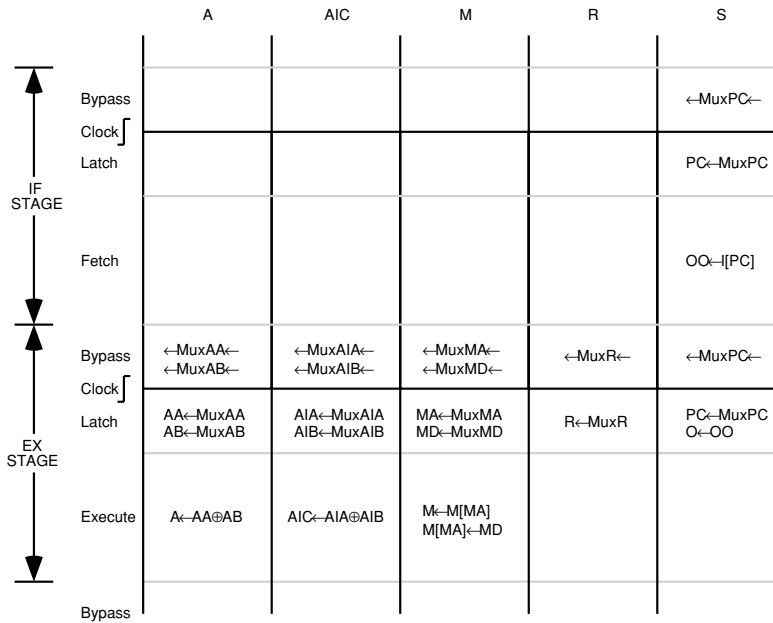 A AIC M R S
Bypass ←MuxPC←
Clock
Latch PC←MuxPC
IF
STAGE
Fetch OO←I[PC]
Bypass ←MuxAA← ←MuxAIA← ←MuxMA← ←MuxR← ←MuxPC←
←MuxAB← ←MuxAIB← ←MuxMD←
Clock
Latch AA←MuxAA AIA←MuxAIA MA←MuxMA R←MuxR PC←MuxPC
AB←MuxAB AIB←MuxAIB MD←MuxMD O←OO
EX
STAGE
Execute A←AA⊕AB AIC←AIA⊕AIB M←M[MA]
M[MA]←MD
Bypass